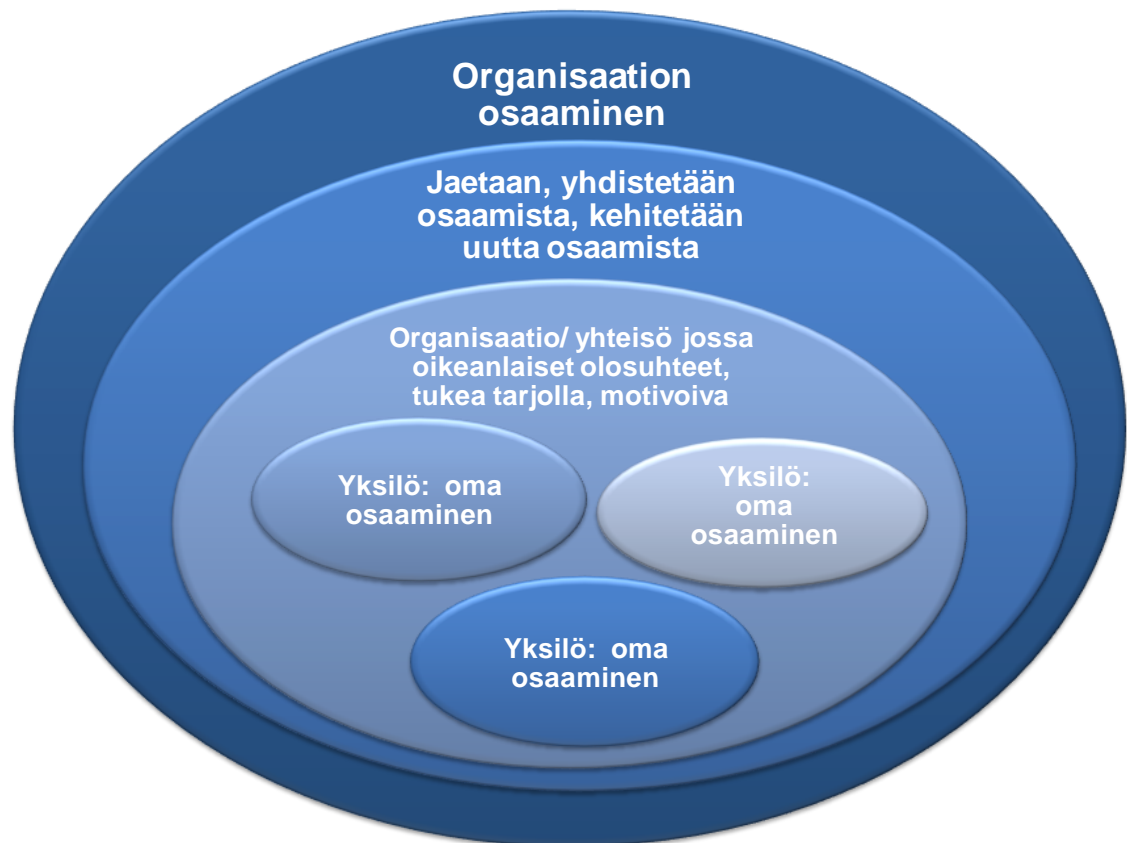 Organisaation
osaaminen
Jaetaan, yhdistetään
osaamista, kehitetään
uutta osaamista
Organisaatio/ yhteisö jossa
oikeanlaiset olosuhteet,
tukea tarjolla, motivoiva
Yksilö: oma
osaaminen
Yksilö:
oma
osaaminen
Yksilö: oma
osaaminen